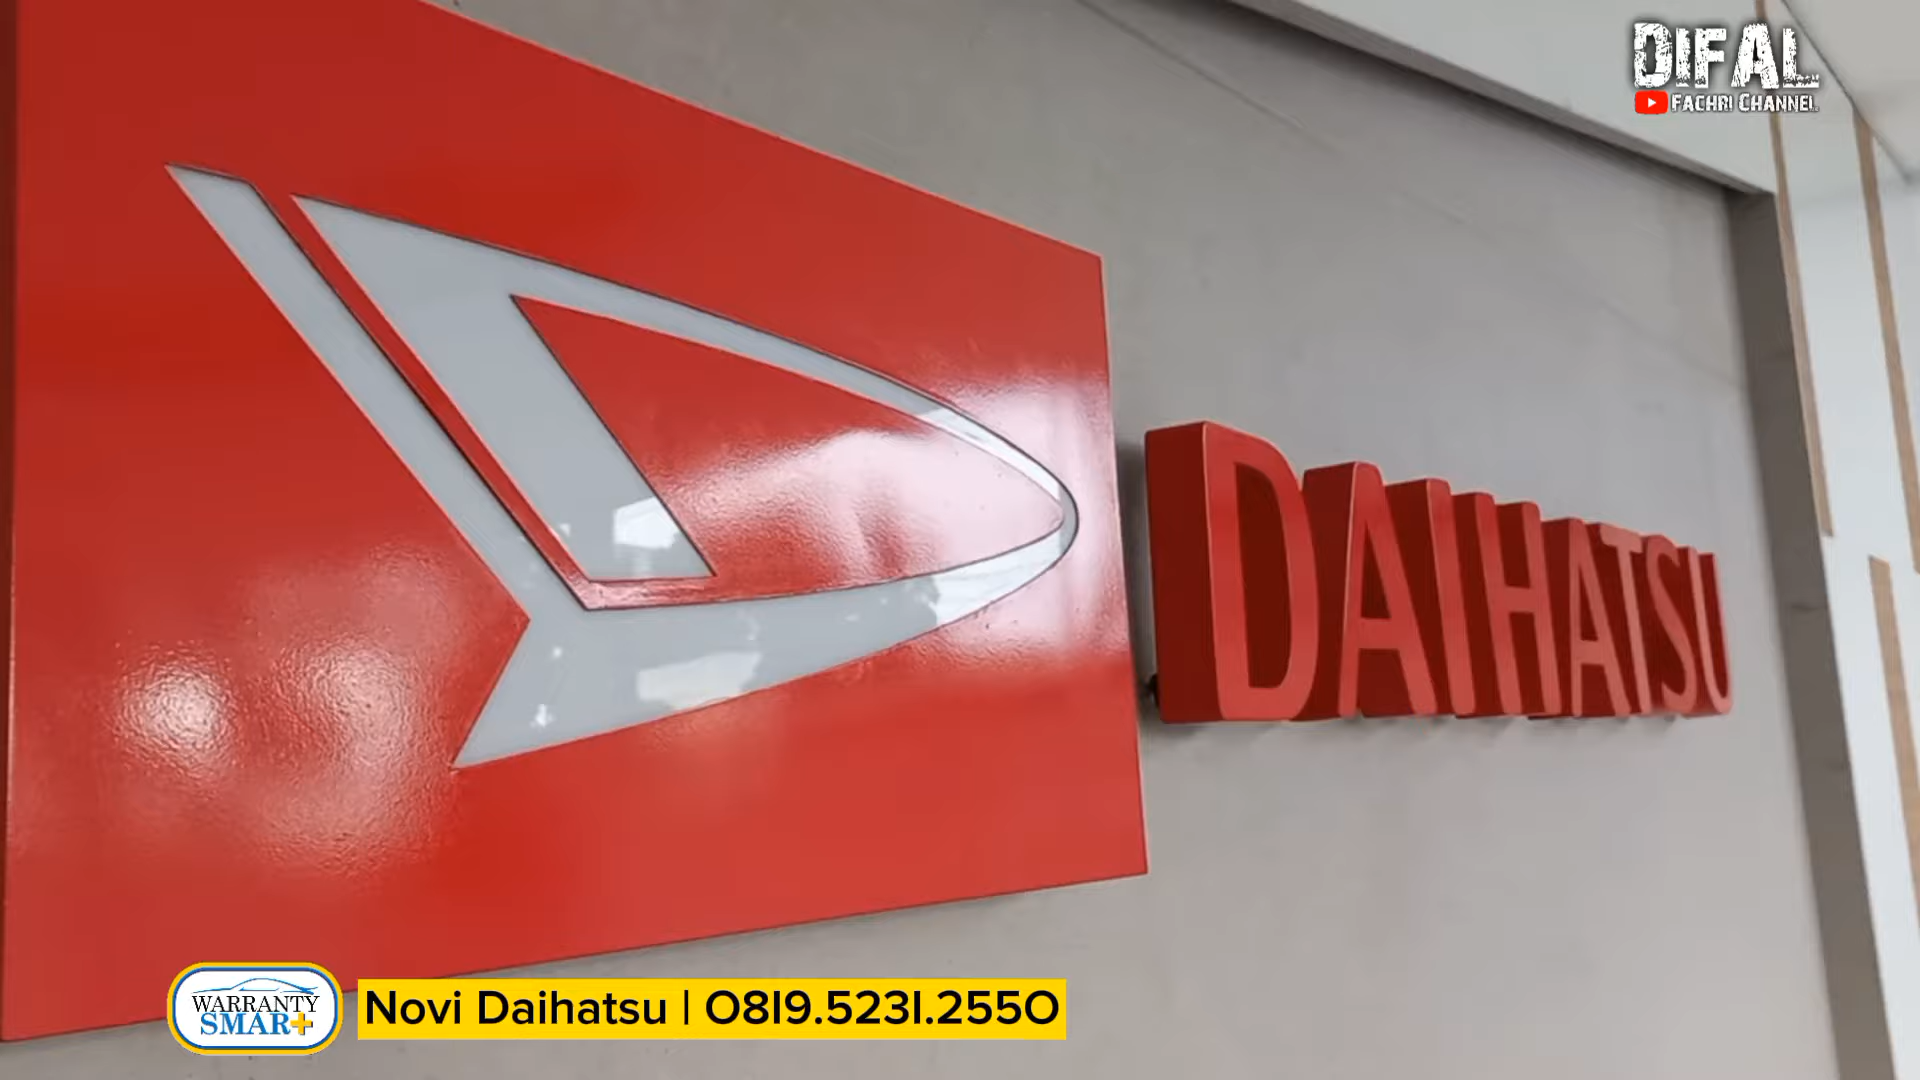 DIFAL
FACHRI CHANNEL
DAIHATSU
WARRANTY
SMAR+
Novi Daihatsu | 0819.5231.2550